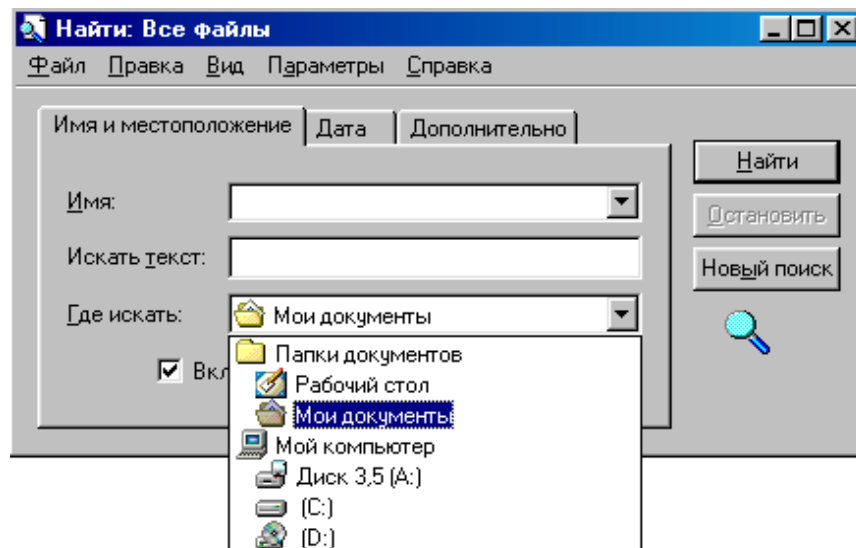 Найти: Все файлы
Файл Правка Вид Параметры Справка
Имя и местоположение Дата Дополнительно
Найти
Имя:
Остановить
Искать текст:
Новый поиск
Где искать: Мои документы
Папки документов
Вкл
Рабочий стол
Мои документы
Мой компьютер
Диск 3,5 (A:)
(C:)
(D:)